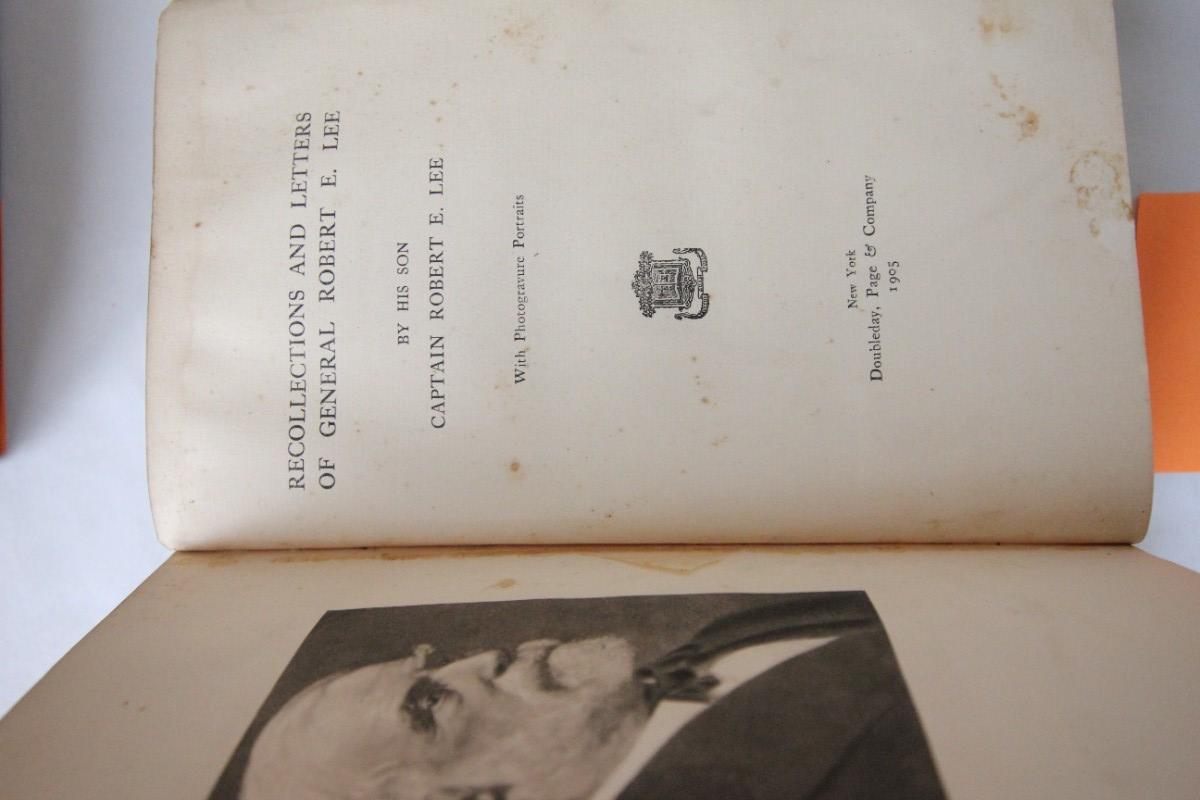 RECOLLECTIONS AND LETTERS
OF GENERAL ROBERT E. LEE
BY HIS SON
CAPTAIN ROBERT E. LEE
With Photogravure Portraits
New York
Doubleday, Page & Company
1905